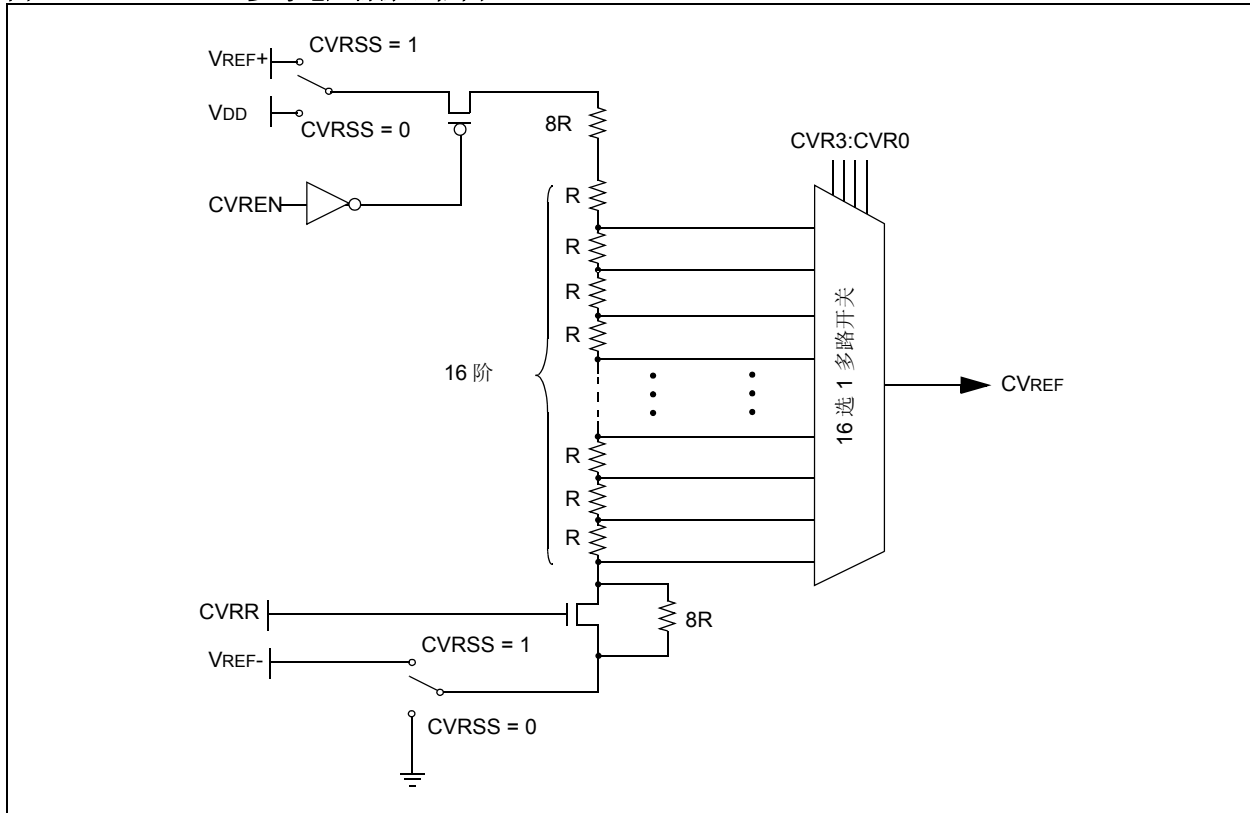 VREF+
CVRSS = 1
VDD
CVRSS = 0
8R
CVREN
CVR3:CVR0
R
R
R
R
16 阶
16 选 1 多路开关
CVREF
R
R
R
CVRR
8R
CVRSS = 1
VREF-
CVRSS = 0